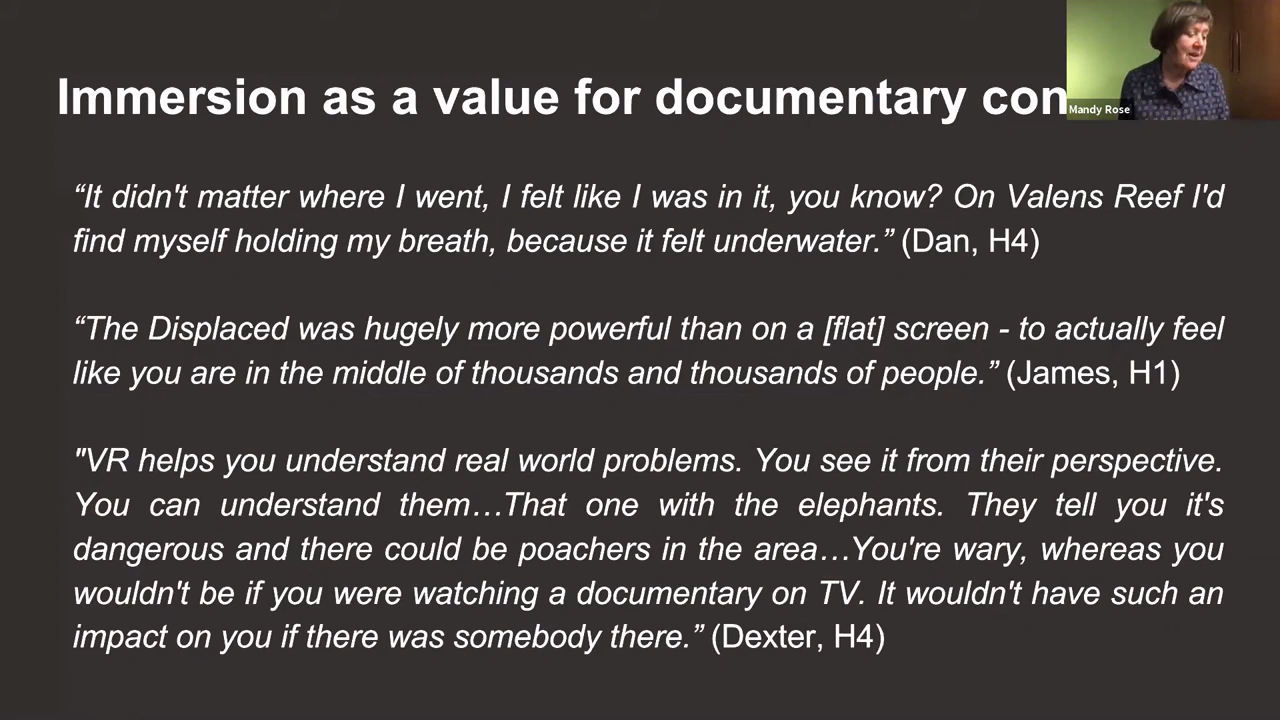 Immersion as a value for documentary con
Mandy Rose
“It didn't matter where I went, I felt like I was in it, you know? On Valens Reef I'd
find myself holding my breath, because it felt underwater.” (Dan, H4)
“The Displaced was hugely more powerful than on a [flat] screen - to actually feel
like you are in the middle of thousands and thousands of people.” (James, H1)
"VR helps you understand real world problems. You see it from their perspective.
You can understand them…That one with the elephants. They tell you it's
dangerous and there could be poachers in the area…You're wary, whereas you
wouldn't be if you were watching a documentary on TV. It wouldn't have such an
impact on you if there was somebody there.” (Dexter, H4)